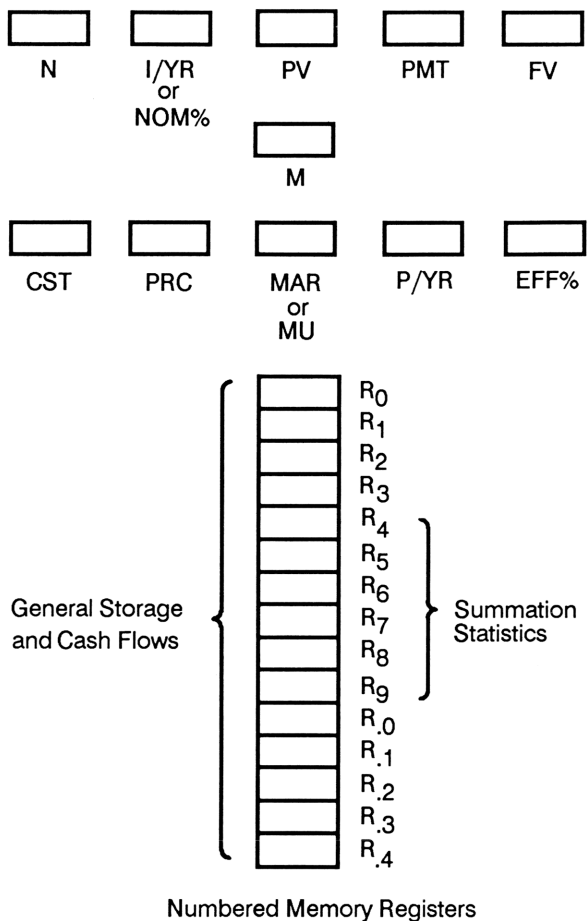 N I/YR PV PMT FV
or
NOM%
M
CST PRC MAR P/YR EFF%
or
MU
R0
R1
R2
R3
R4
R5
R6
General Storage
and Cash Flows
R7
Summation
Statistics
R8
R9
R.0
R.1
R.2
R.3
R.4
Numbered Memory Registers